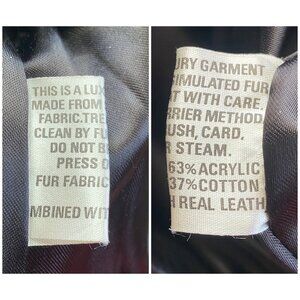 THIS IS A LUX
MADE FROM
FABRIC.TRE
CLEAN BY FU
DO NOT B
PRESS O
FUR FABRIC
MBINED WIT
URY GARMENT
SIMULATED FUR
AT WITH CARE.
RRIER METHOD
USH, CARD,
R STEAM.
63% ACRYLIC
37% COTTON
H REAL LEATH